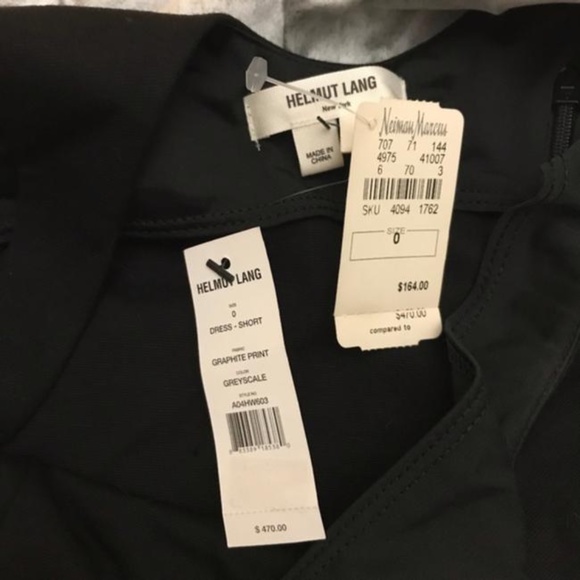 HELMUT LANG
New York
MADE IN
CHINA
Neiman Marcus
707 71 144
4975 41007
6 70 3
SKU 4094 1762
SIZE
0
$164.00
$470.00
compared to
HELMUT LANG
SIZE
0
DRESS - SHORT
FABRIC
GRAPHITE PRINT
COLOR
GREYSCALE
STYLE NO
A04HW603
$ 470.00